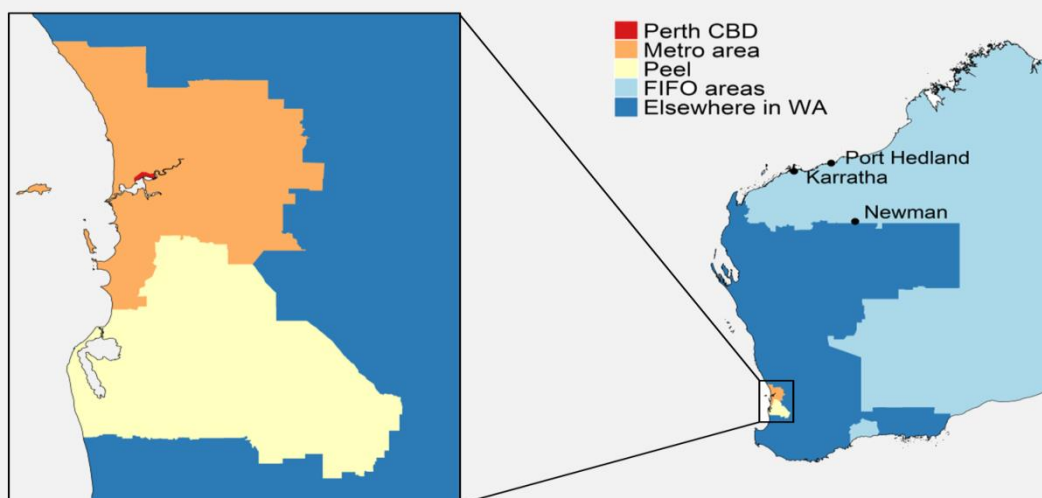 Perth CBD
Metro area
Peel
FIFO areas
Elsewhere in WA
Port Hedland
Karratha
Newman